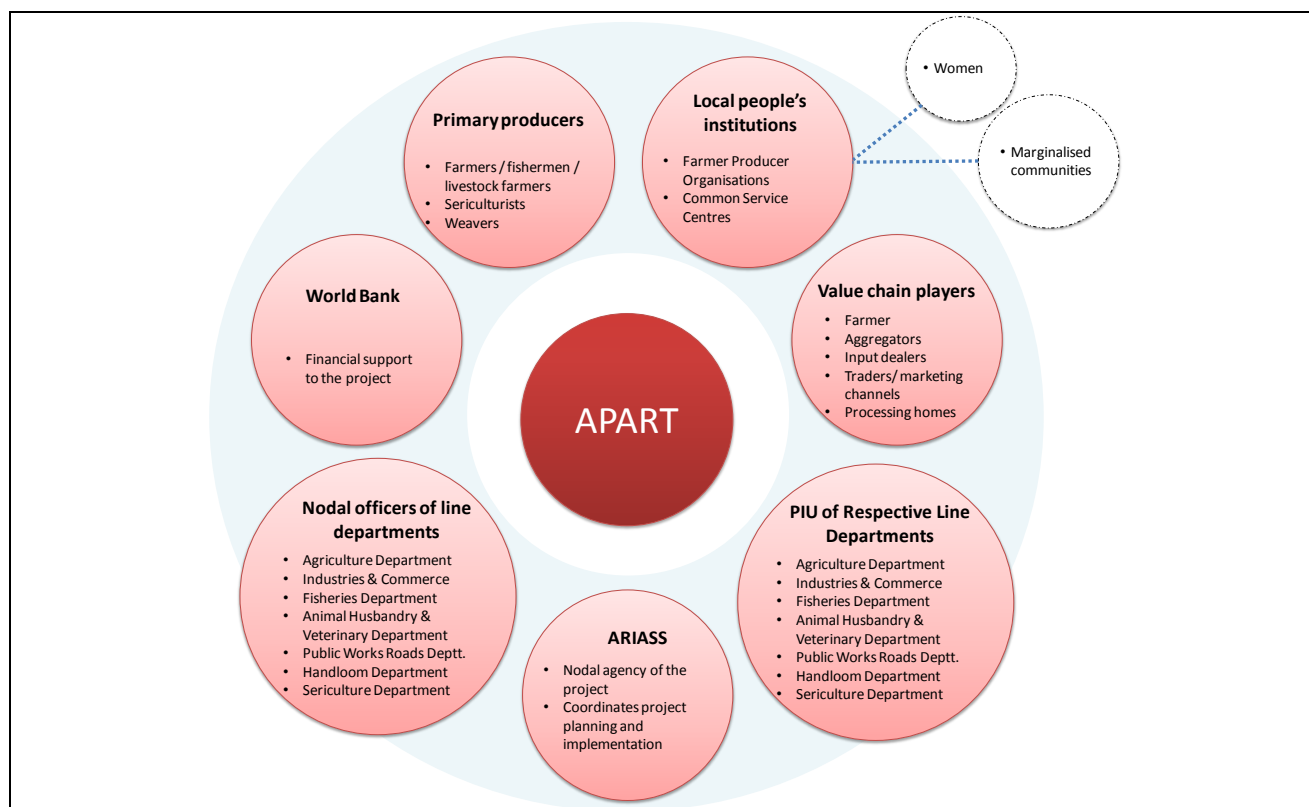 Primary producers
• Farmers / fishermen /
livestock farmers
• Sericulturists
• Weavers
Local people's
institutions
• Farmer Producer
Organisations
• Common Service
Centres
• Women
• Marginalised
communities
World Bank
• Financial support
to the project
Value chain players
• Farmer
• Aggregators
• Input dealers
• Traders/ marketing
channels
• Processing homes
APART
Nodal officers of line
departments
• Agriculture Department
• Industries & Commerce
• Fisheries Department
• Animal Husbandry &
Veterinary Department
• Public Works Roads Deptt.
• Handloom Department
• Sericulture Department
ARIASS
• Nodal agency of the
project
• Coordinates project
planning and
implementation
PIU of Respective Line
Departments
• Agriculture Department
• Industries & Commerce
• Fisheries Department
• Animal Husbandry &
Veterinary Department
• Public Works Roads Deptt.
• Handloom Department
• Sericulture Department